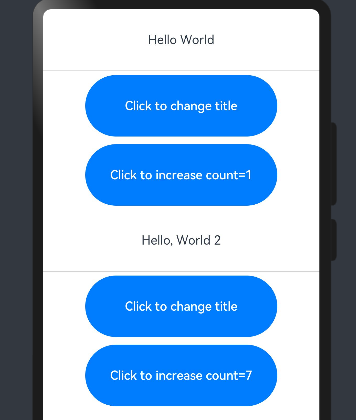 Hello World
Click to change title
Click to increase count=1
Hello, World 2
Click to change title
Click to increase count=7